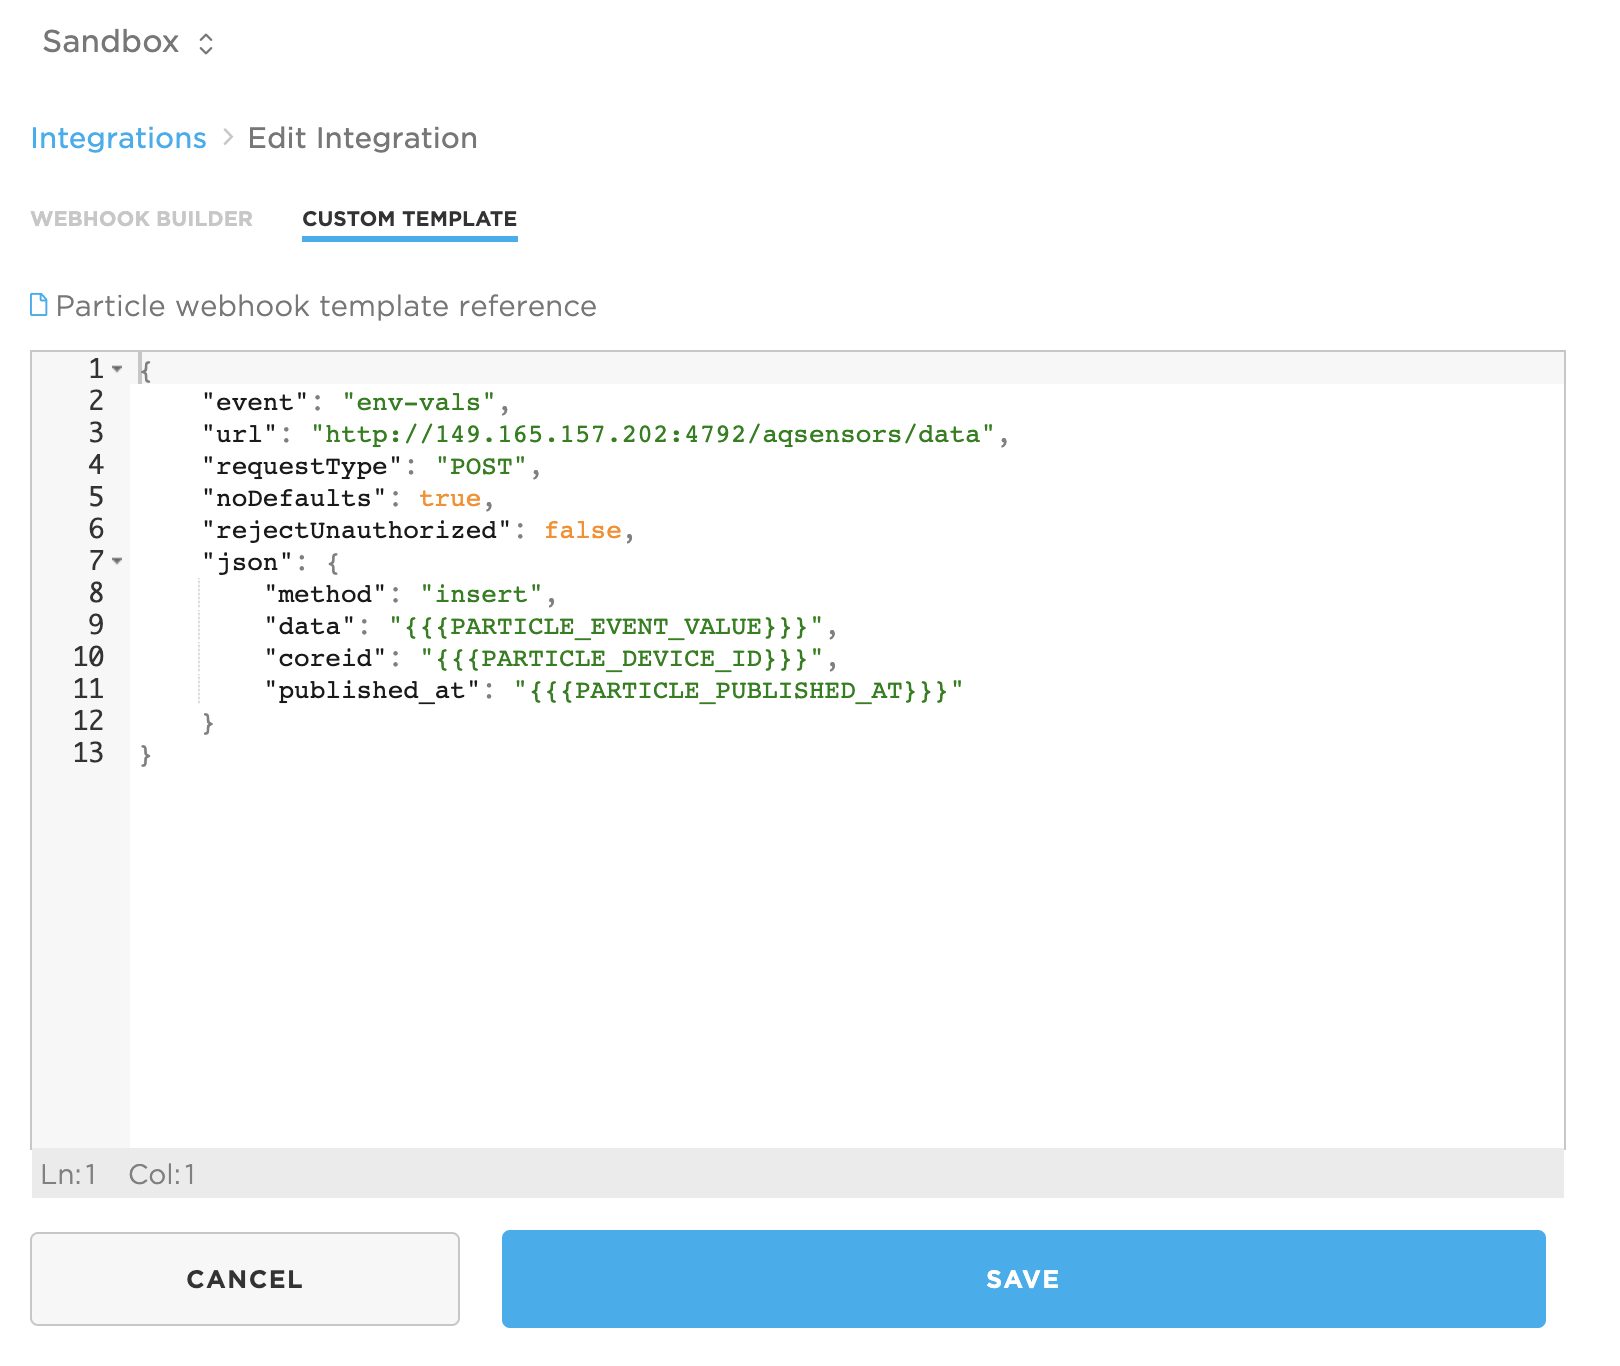 Sandbox
Integrations > Edit Integration
WEBHOOK BUILDER CUSTOM TEMPLATE
Particle webhook template reference
1 {
2     "event": "env-vals",
3     "url": "http://149.165.157.202:4792/aqsensors/data",
4     "requestType": "POST",
5     "noDefaults": true,
6     "rejectUnauthorized": false,
7     "json": {
8         "method": "insert",
9         "data": "{{{PARTICLE_EVENT_VALUE}}}",
10         "coreid": "{{{PARTICLE_DEVICE_ID}}}",
11         "published_at": "{{{PARTICLE_PUBLISHED_AT}}}"
12     }
13 }
Ln:1 Col:1
CANCEL SAVE